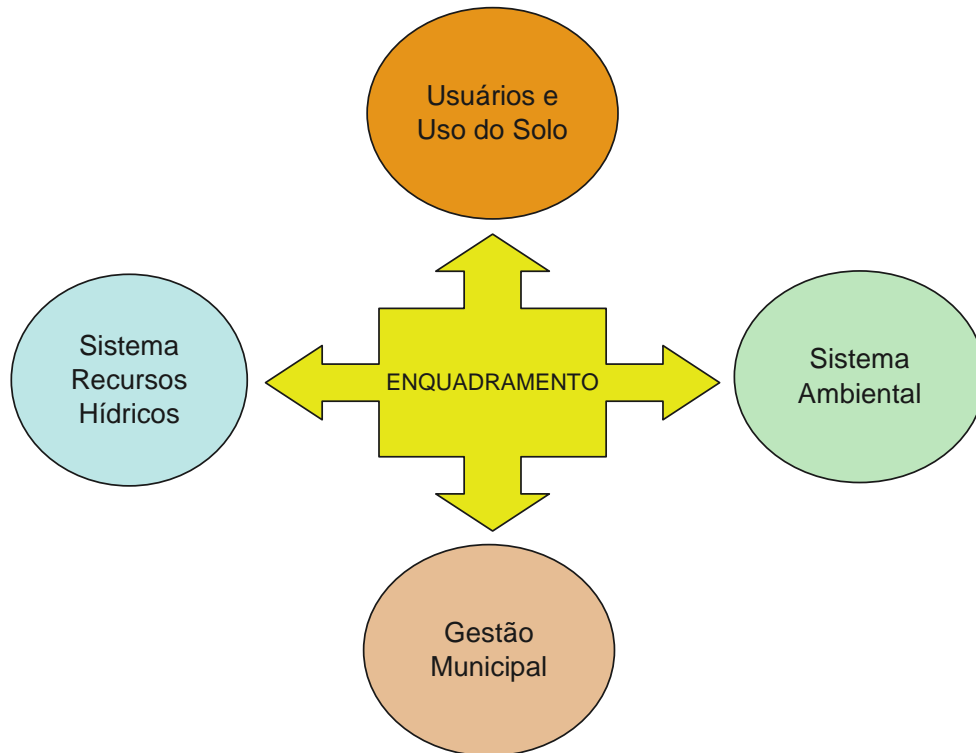 Usuários e
Uso do Solo
Sistema
Recursos
Hídricos
ENQUADRAMENTO
Sistema
Ambiental
Gestão
Municipal